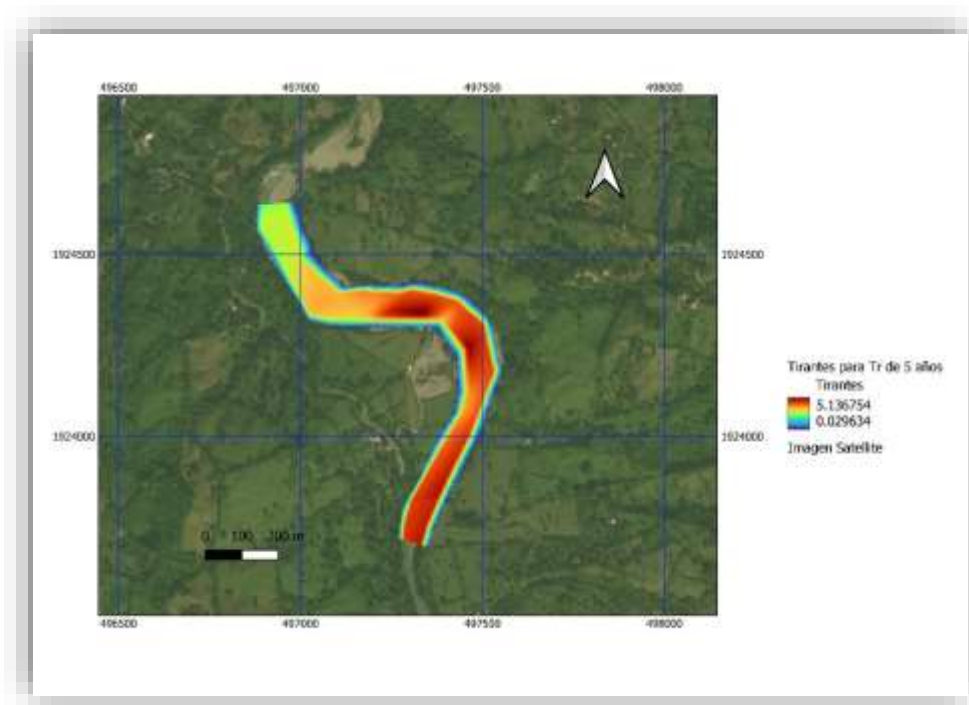 496500 497000 497500 498000
1924500 1924500
Tirantes para Tr de 5 años
Tirantes
5.136754
0.029634
1924000 1924000
Imagen Satellite
0 100 200 m
496500 497000 497500 498000